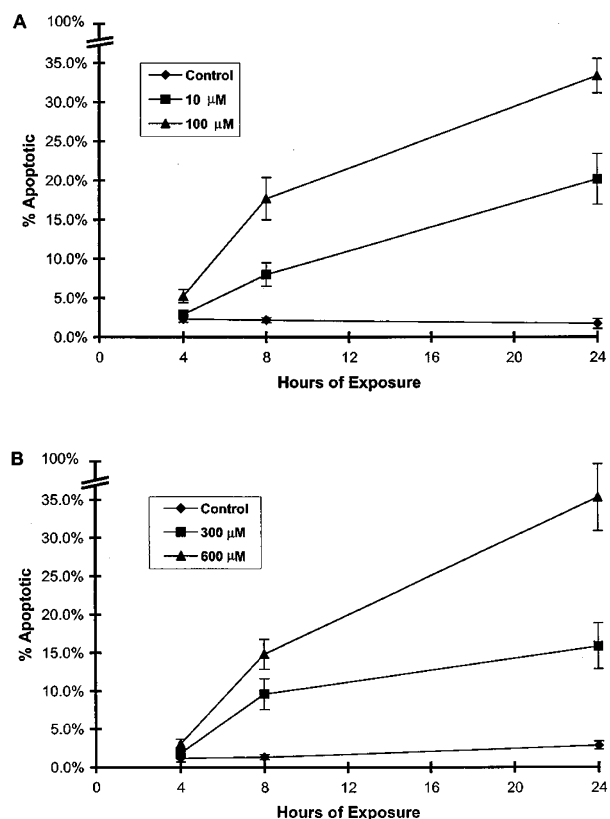 A
100%
35.0%
30.0%
25.0%
20.0%
15.0%
10.0%
5.0%
0.0%
% Apoptotic
Control
10 μM
100 μM
0 4 8 12 16 20 24
Hours of Exposure
B
100%
35.0%
30.0%
25.0%
20.0%
15.0%
10.0%
5.0%
0.0%
% Apoptotic
Control
300 μM
600 μM
0 4 8 12 16 20 24
Hours of Exposure